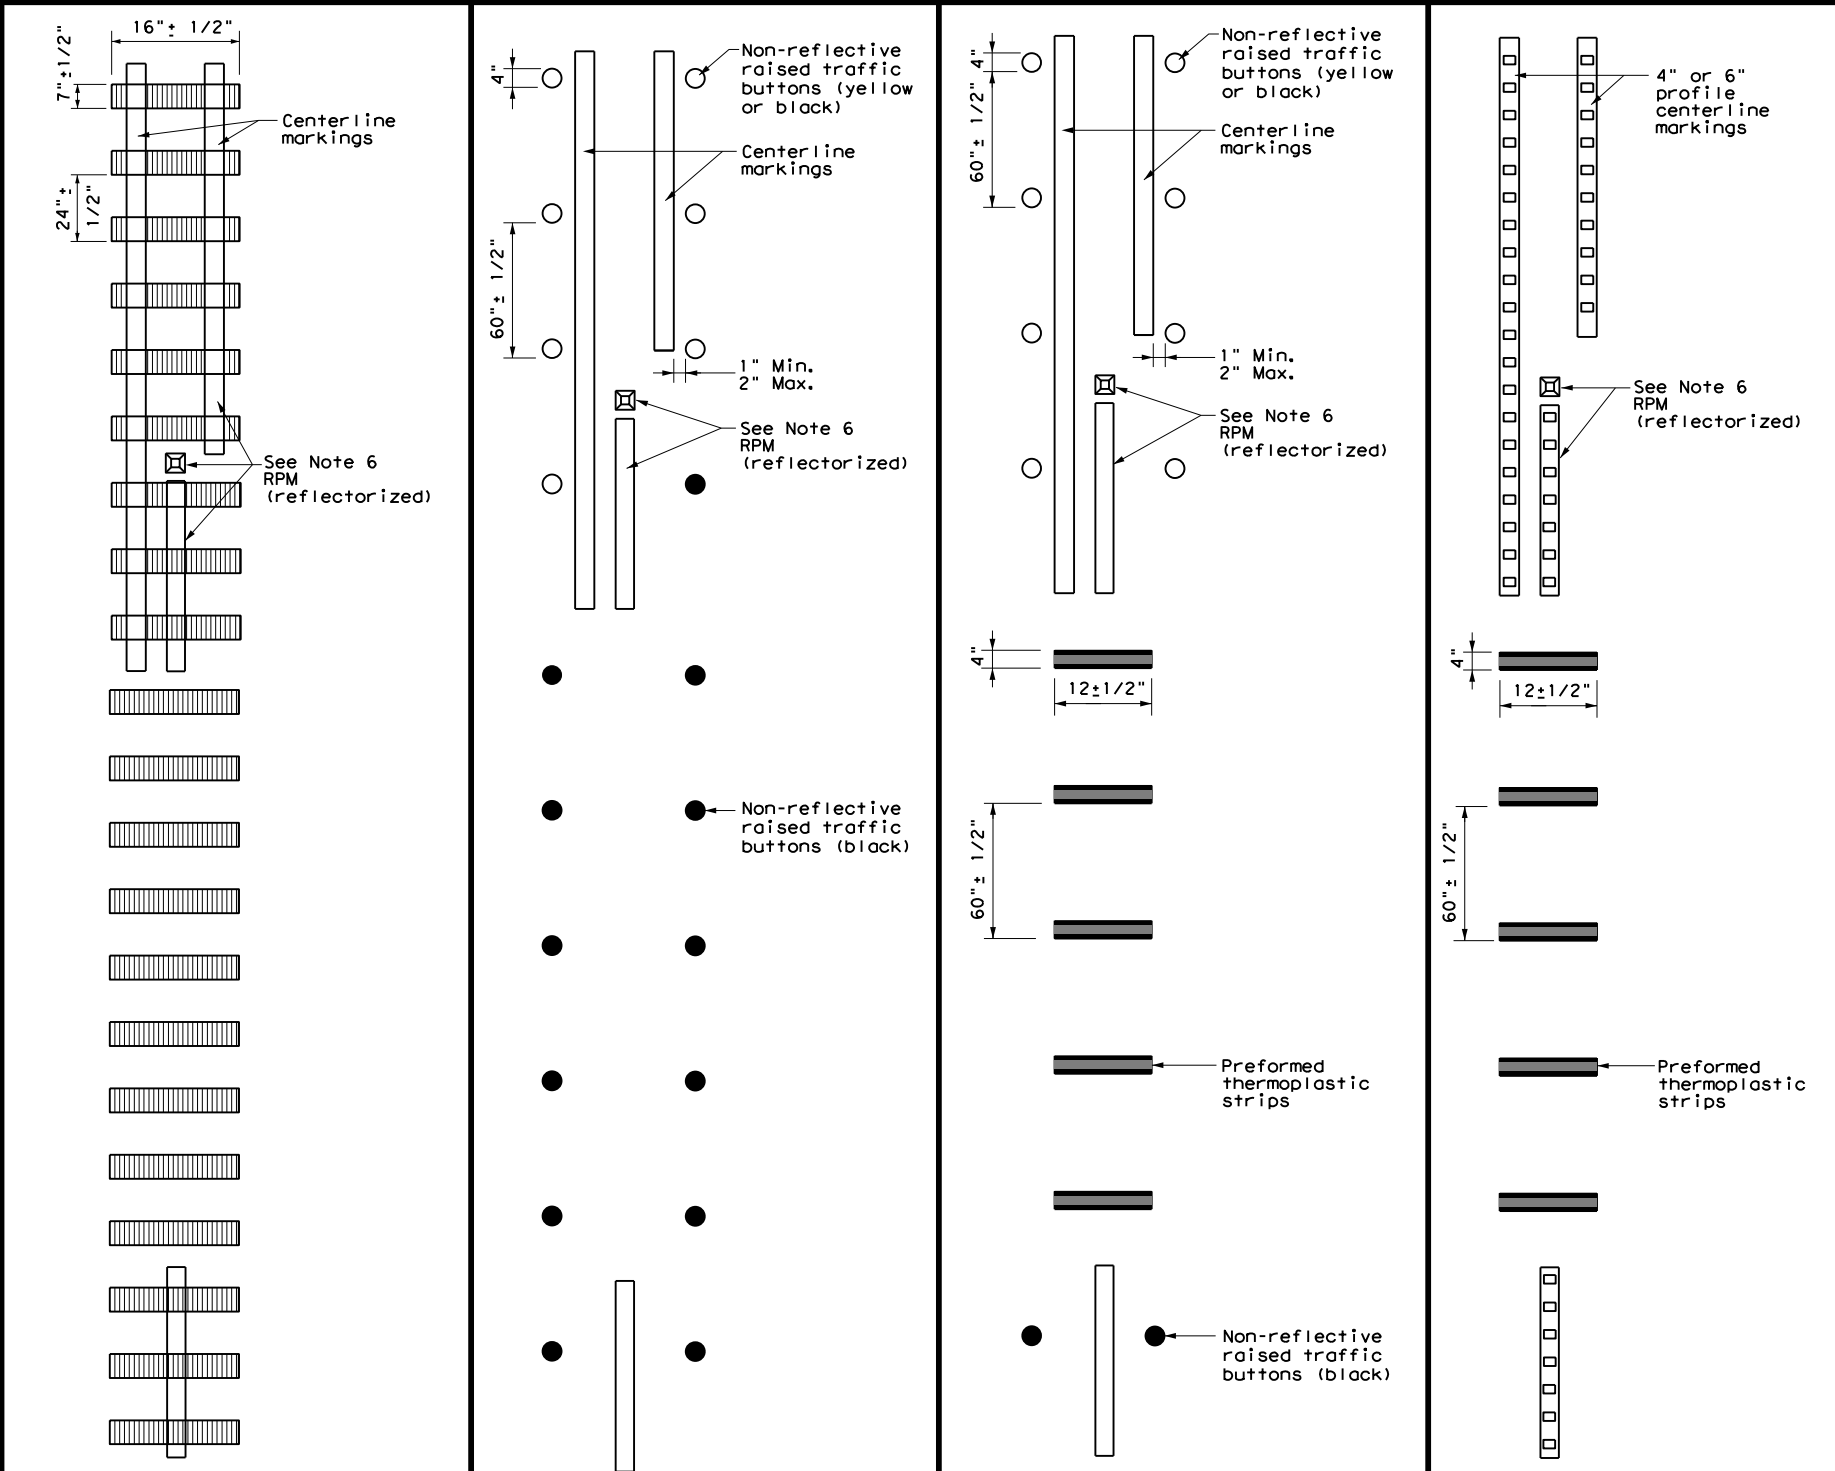 16"± 1/2"
7"±1/2"
Centerline
markings
24"±
1/2"
See Note 6
RPM
(reflectorized)
4"
Non-reflective
raised traffic
buttons (yellow
or black)
Centerline
markings
60"± 1/2"
1" Min.
2" Max.
See Note 6
RPM
(reflectorized)
Non-reflective
raised traffic
buttons (black)
4"
Non-reflective
raised traffic
buttons (yellow
or black)
60"± 1/2"
Centerline
markings
1" Min.
2" Max.
See Note 6
RPM
(reflectorized)
4"
12±1/2"
60"± 1/2"
Preformed
thermoplastic
strips
Non-reflective
raised traffic
buttons (black)
4" or 6"
profile
centerline
markings
See Note 6
RPM
(reflectorized)
4"
12±1/2"
60"± 1/2"
Preformed
thermoplastic
strips